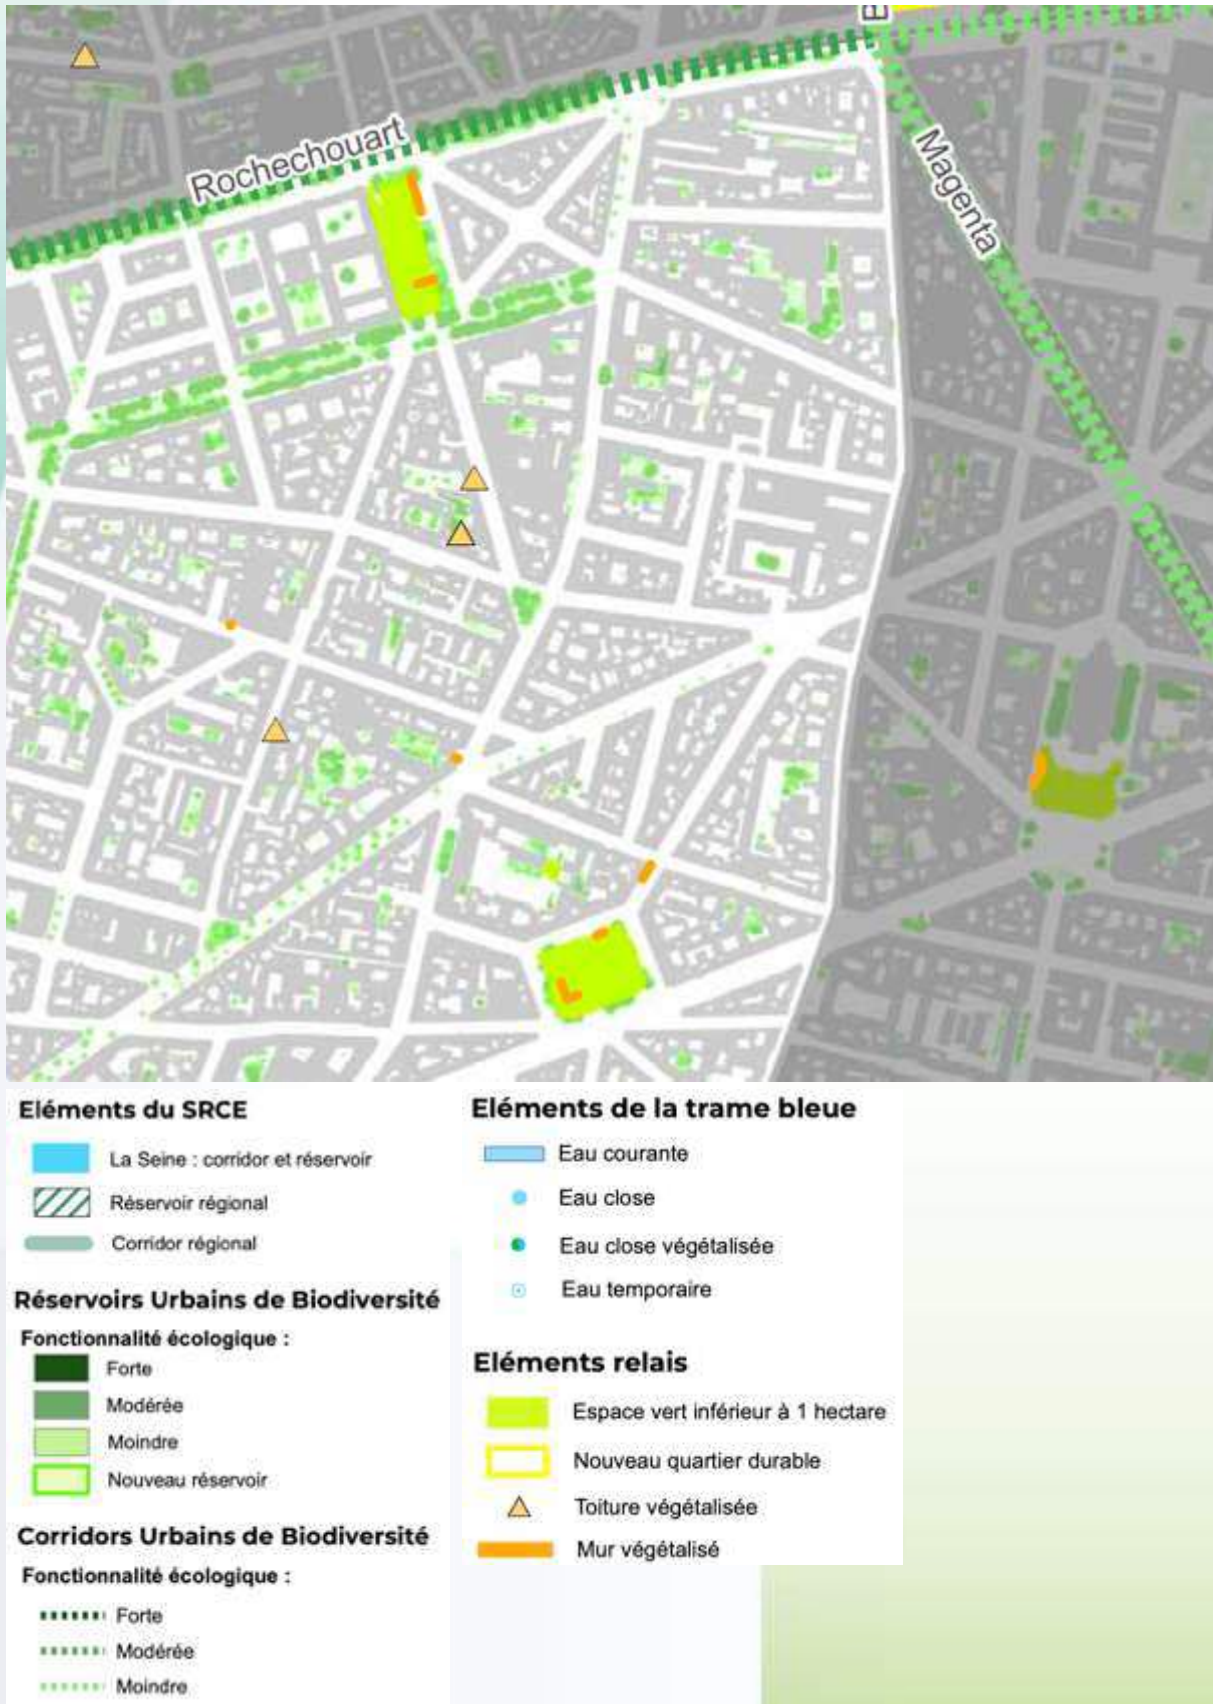 Rochechouart
Magenta
Eléments du SRCE
La Seine : corridor et réservoir
Réservoir régional
Corridor régional
Réservoirs Urbains de Biodiversité
Fonctionnalité écologique :
Forte
Modérée
Moindre
Nouveau réservoir
Corridors Urbains de Biodiversité
Fonctionnalité écologique :
Forte
Modérée
Moindre
Eléments de la trame bleue
Eau courante
Eau close
Eau close végétalisée
Eau temporaire
Eléments relais
Espace vert inférieur à 1 hectare
Nouveau quartier durable
Toiture végétalisée
Mur végétalisé